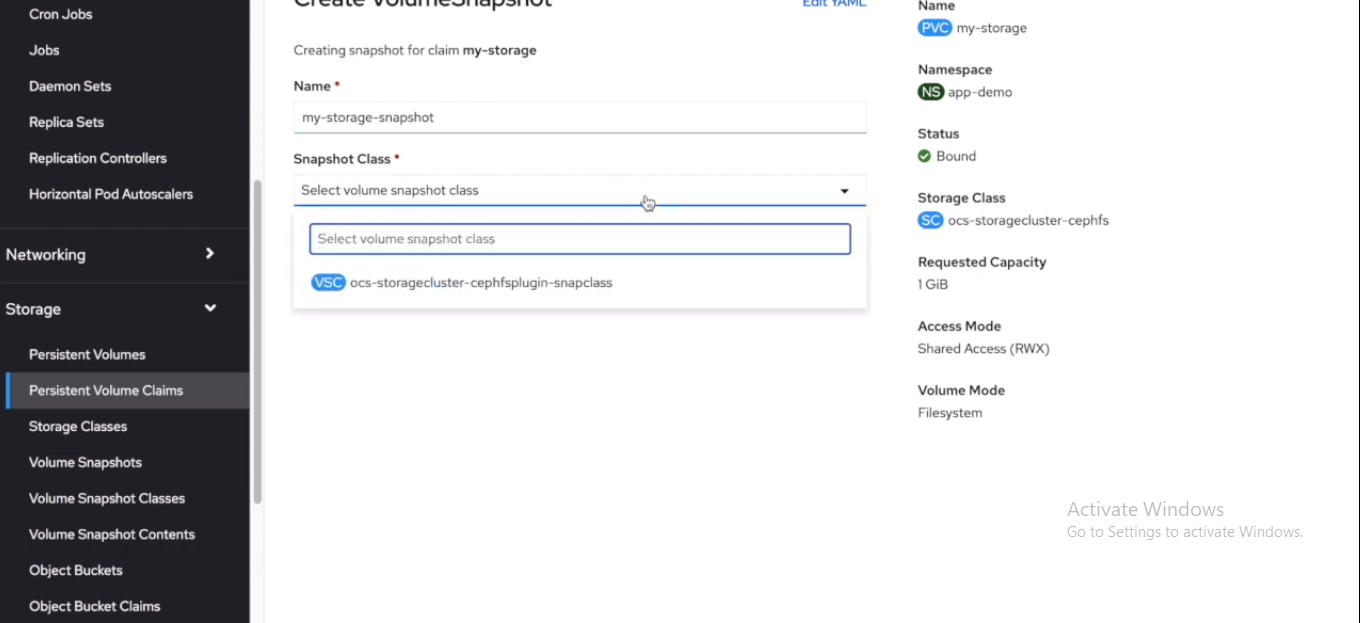 Cron Jobs
Jobs
Daemon Sets
Replica Sets
Replication Controllers
Horizontal Pod Autoscalers
Networking
Storage
Persistent Volumes
Persistent Volume Claims
Storage Classes
Volume Snapshots
Volume Snapshot Classes
Volume Snapshot Contents
Object Buckets
Object Bucket Claims
Create VolumeSnapshot
Edit YAML
Creating snapshot for claim my-storage
Name *
my-storage-snapshot
Snapshot Class *
Select volume snapshot class
Select volume snapshot class
VSC ocs-storagecluster-cephfsplugin-snapclass
Name
PVC my-storage
Namespace
NS app-demo
Status
Bound
Storage Class
SC ocs-storagecluster-cephfs
Requested Capacity
1 GiB
Access Mode
Shared Access (RWX)
Volume Mode
Filesystem
Activate Windows
Go to Settings to activate Windows.